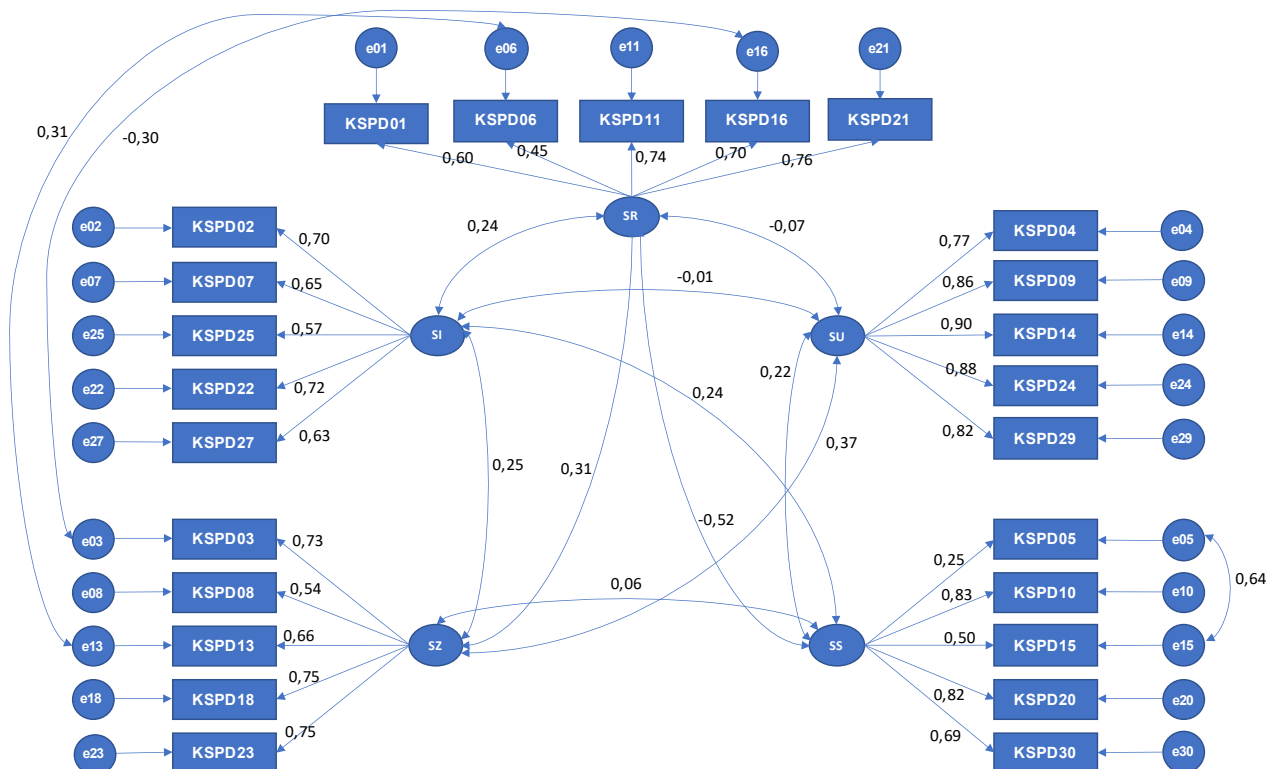 e01
e06
e11
e16
e21
0,31
-0,30
KSPD01
KSPD06
KSPD11
KSPD16
KSPD21
0,60
0,45
0,74
0,70
0,76
e02
KSPD02
0,70
0,24
SR
-0,07
0,77
KSPD04
e04
e07
KSPD07
0,65
-0,01
0,86
KSPD09
e09
e25
KSPD25
0,57
SI
SU
0,90
KSPD14
e14
e22
KSPD22
0,72
0,24
0,22
0,88
KSPD24
e24
e27
KSPD27
0,63
0,25
0,31
0,37
0,82
KSPD29
e29
-0,52
e03
KSPD03
0,73
0,25
KSPD05
e05
e08
KSPD08
0,54
0,06
0,83
KSPD10
e10
0,64
e13
KSPD13
0,66
SZ
SS
0,50
KSPD15
e15
e18
KSPD18
0,75
0,82
KSPD20
e20
e23
KSPD23
0,75
0,69
KSPD30
e30